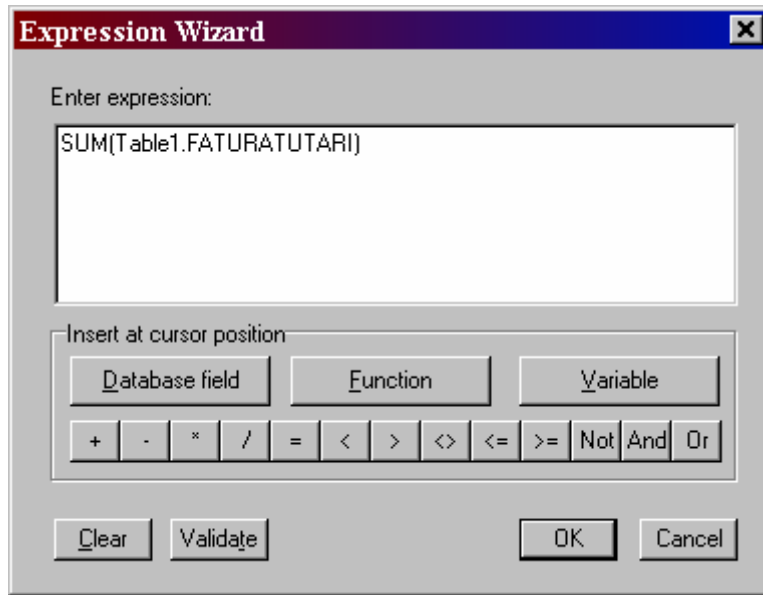 Expression Wizard
Enter expression:
SUM(Table1.FATURATUTARI)
Insert at cursor position
Database field Function Variable
+ - * / = < > <> <= >= Not And Or
Clear Validate OK Cancel